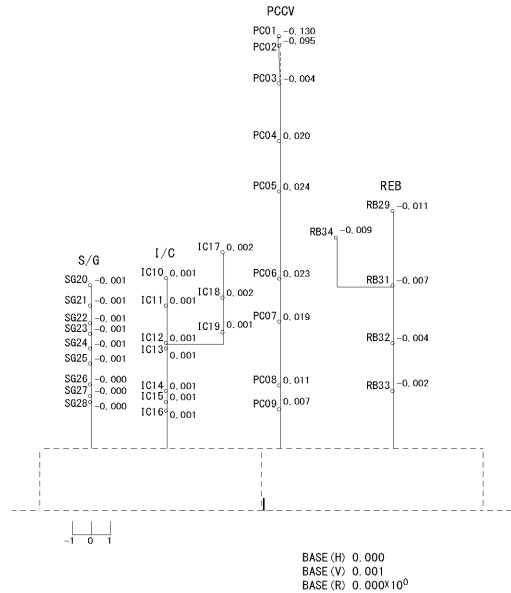 PCCV
PC01 -0.130
PC02 -0.095
PC03 -0.004
PC04 0.020
PC05 0.024
PC06 0.023
PC07 0.019
PC08 0.011
PC09 0.007
REB
RB29 -0.011
RB34 -0.009
RB31 -0.007
RB32 -0.004
RB33 -0.002
S/G
SG20 -0.001
SG21 -0.001
SG22 -0.001
SG23 -0.001
SG24 -0.001
SG25 -0.001
SG26 -0.000
SG27 -0.000
SG28 -0.000
I/C
IC10 0.001
IC11 0.001
IC12 0.001
IC13 0.001
IC14 0.001
IC15 0.001
IC16 0.001
IC17 0.002
IC18 0.002
IC19 0.001
-1 0 1
BASE(H) 0.000
BASE(V) 0.001
BASE(R) 0.000×10⁰